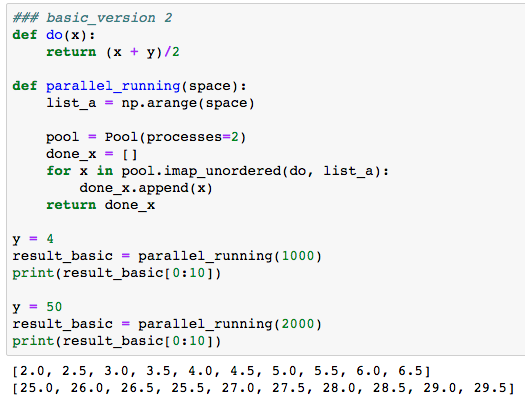 ### basic_version 2
def do(x):
    return (x + y)/2

def parallel_running(space):
    list_a = np.arange(space)

    pool = Pool(processes=2)
    done_x = []
    for x in pool.imap_unordered(do, list_a):
        done_x.append(x)
    return done_x

y = 4
result_basic = parallel_running(1000)
print(result_basic[0:10])

y = 50
result_basic = parallel_running(2000)
print(result_basic[0:10])

[2.0, 2.5, 3.0, 3.5, 4.0, 4.5, 5.0, 5.5, 6.0, 6.5]
[25.0, 26.0, 26.5, 25.5, 27.0, 27.5, 28.0, 28.5, 29.0, 29.5]